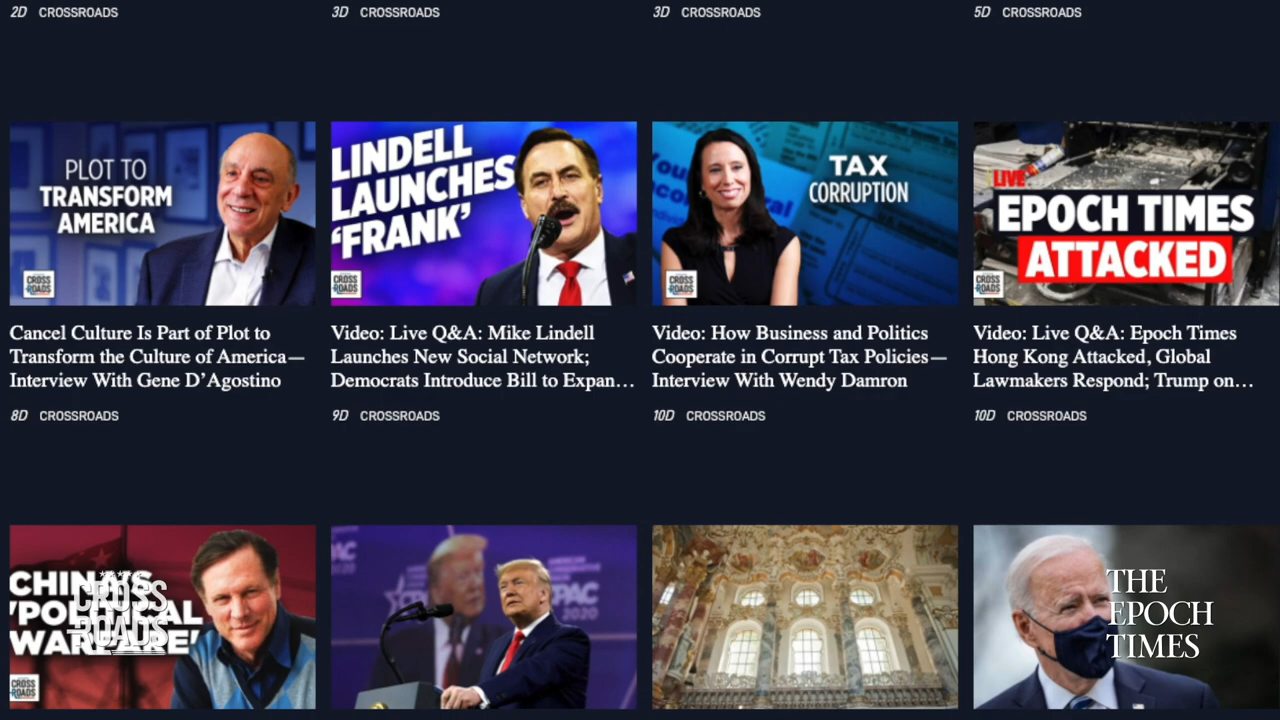 2D CROSSROADS
3D CROSSROADS
3D CROSSROADS
5D CROSSROADS
PLOT TO
TRANSFORM
AMERICA
CROSS
ROADS
LINDELL
LAUNCHES
‘FRANK’
CROSS
ROADS
TAX
CORRUPTION
CROSS
ROADS
LIVE
EPOCH TIMES
ATTACKED
CROSS
ROADS
Cancel Culture Is Part of Plot to
Transform the Culture of America—
Interview With Gene D’Agostino
8D CROSSROADS
Video: Live Q&A: Mike Lindell
Launches New Social Network;
Democrats Introduce Bill to Expan…
9D CROSSROADS
Video: How Business and Politics
Cooperate in Corrupt Tax Policies—
Interview With Wendy Damron
10D CROSSROADS
Video: Live Q&A: Epoch Times
Hong Kong Attacked, Global
Lawmakers Respond; Trump on…
10D CROSSROADS
CHINA'S
'POLITICAL
WARFARE'
CROSS
ROADS
CROSS
ROADS
CPAC
2020
THE
EPOCH
TIMES